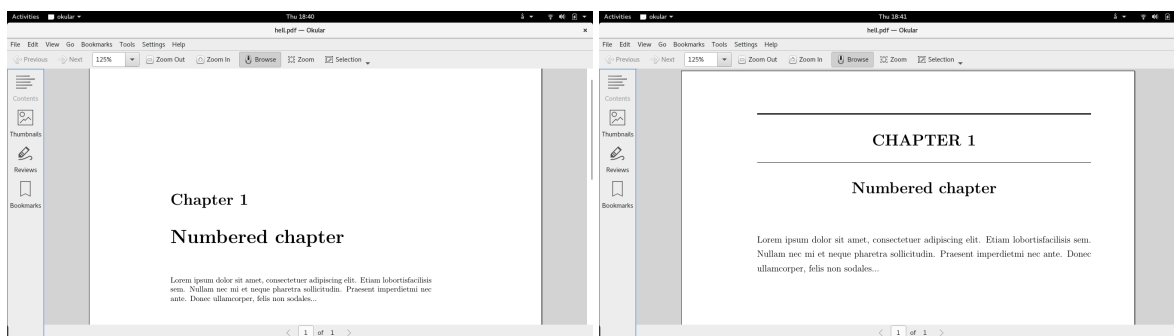 Activities okular Thu 18:40 å
hell.pdf — Okular ×
File Edit View Go Bookmarks Tools Settings Help
Previous Next 125% Zoom Out Zoom In Browse Zoom Selection
Contents
Thumbnails
Reviews
Bookmarks
Chapter 1
Numbered chapter
Lorem ipsum dolor sit amet, consectetuer adipiscing elit. Etiam lobortisfacilisis
sem. Nullam nec mi et neque pharetra sollicitudin. Praesent imperdietmi nec
ante. Donec ullamcorper, felis non sodales...
< 1 of 1 >
Activities okular Thu 18:41 å
hell.pdf — Okular
File Edit View Go Bookmarks Tools Settings Help
Previous Next 125% Zoom Out Zoom In Browse Zoom Selection
Contents
Thumbnails
Reviews
Bookmarks
CHAPTER 1
Numbered chapter
Lorem ipsum dolor sit amet, consectetuer adipiscing elit. Etiam lobortisfacilisis sem.
Nullam nec mi et neque pharetra sollicitudin. Praesent imperdietmi nec ante. Donec
ullamcorper, felis non sodales...
< 1 of 1 >